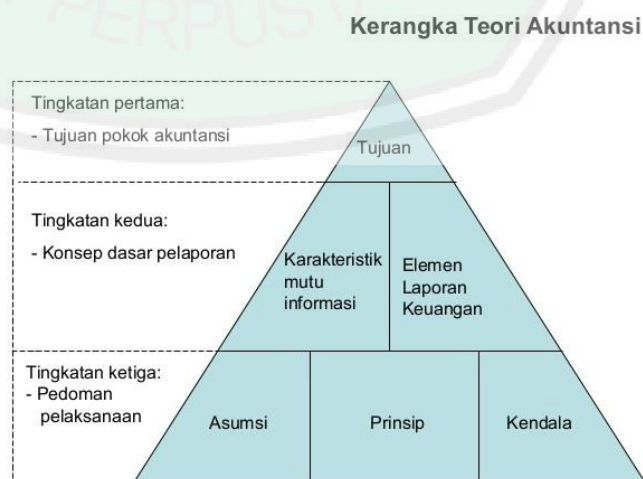 PERPUST
Kerangka Teori Akuntansi
Tingkatan pertama:
- Tujuan pokok akuntansi
Tujuan
Tingkatan kedua:
- Konsep dasar pelaporan
Karakteristik
mutu
informasi
Elemen
Laporan
Keuangan
Tingkatan ketiga:
- Pedoman
pelaksanaan
Asumsi
Prinsip
Kendala